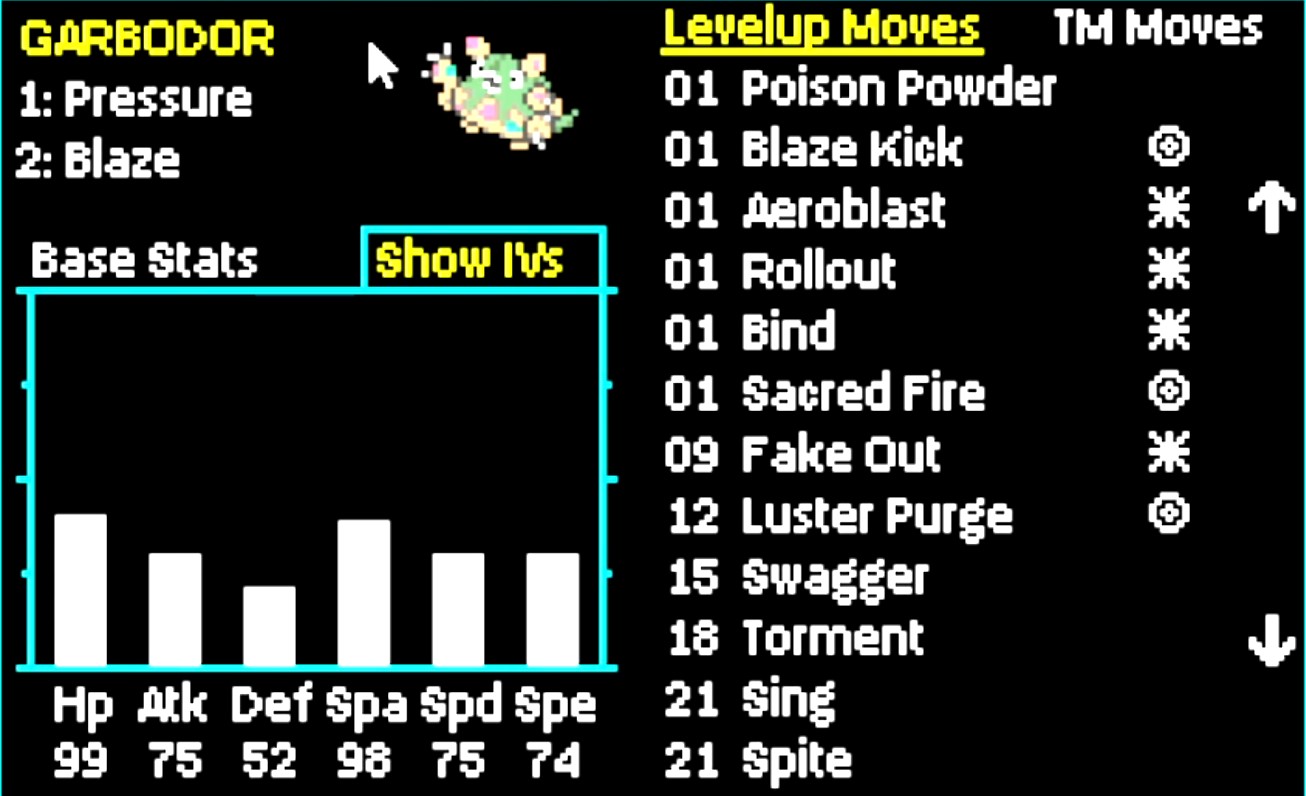 GARBODOR
1: Pressure
2: Blaze
Base Stats
Show IVs
Hp Atk Def Spa Spd Spe
99 75 52 98 75 74
Levelup Moves TM Moves
01 Poison Powder
01 Blaze Kick
01 Aeroblast
01 Rollout
01 Bind
01 Sacred Fire
09 Fake Out
12 Luster Purge
15 Swagger
18 Torment
21 Sing
21 Spite